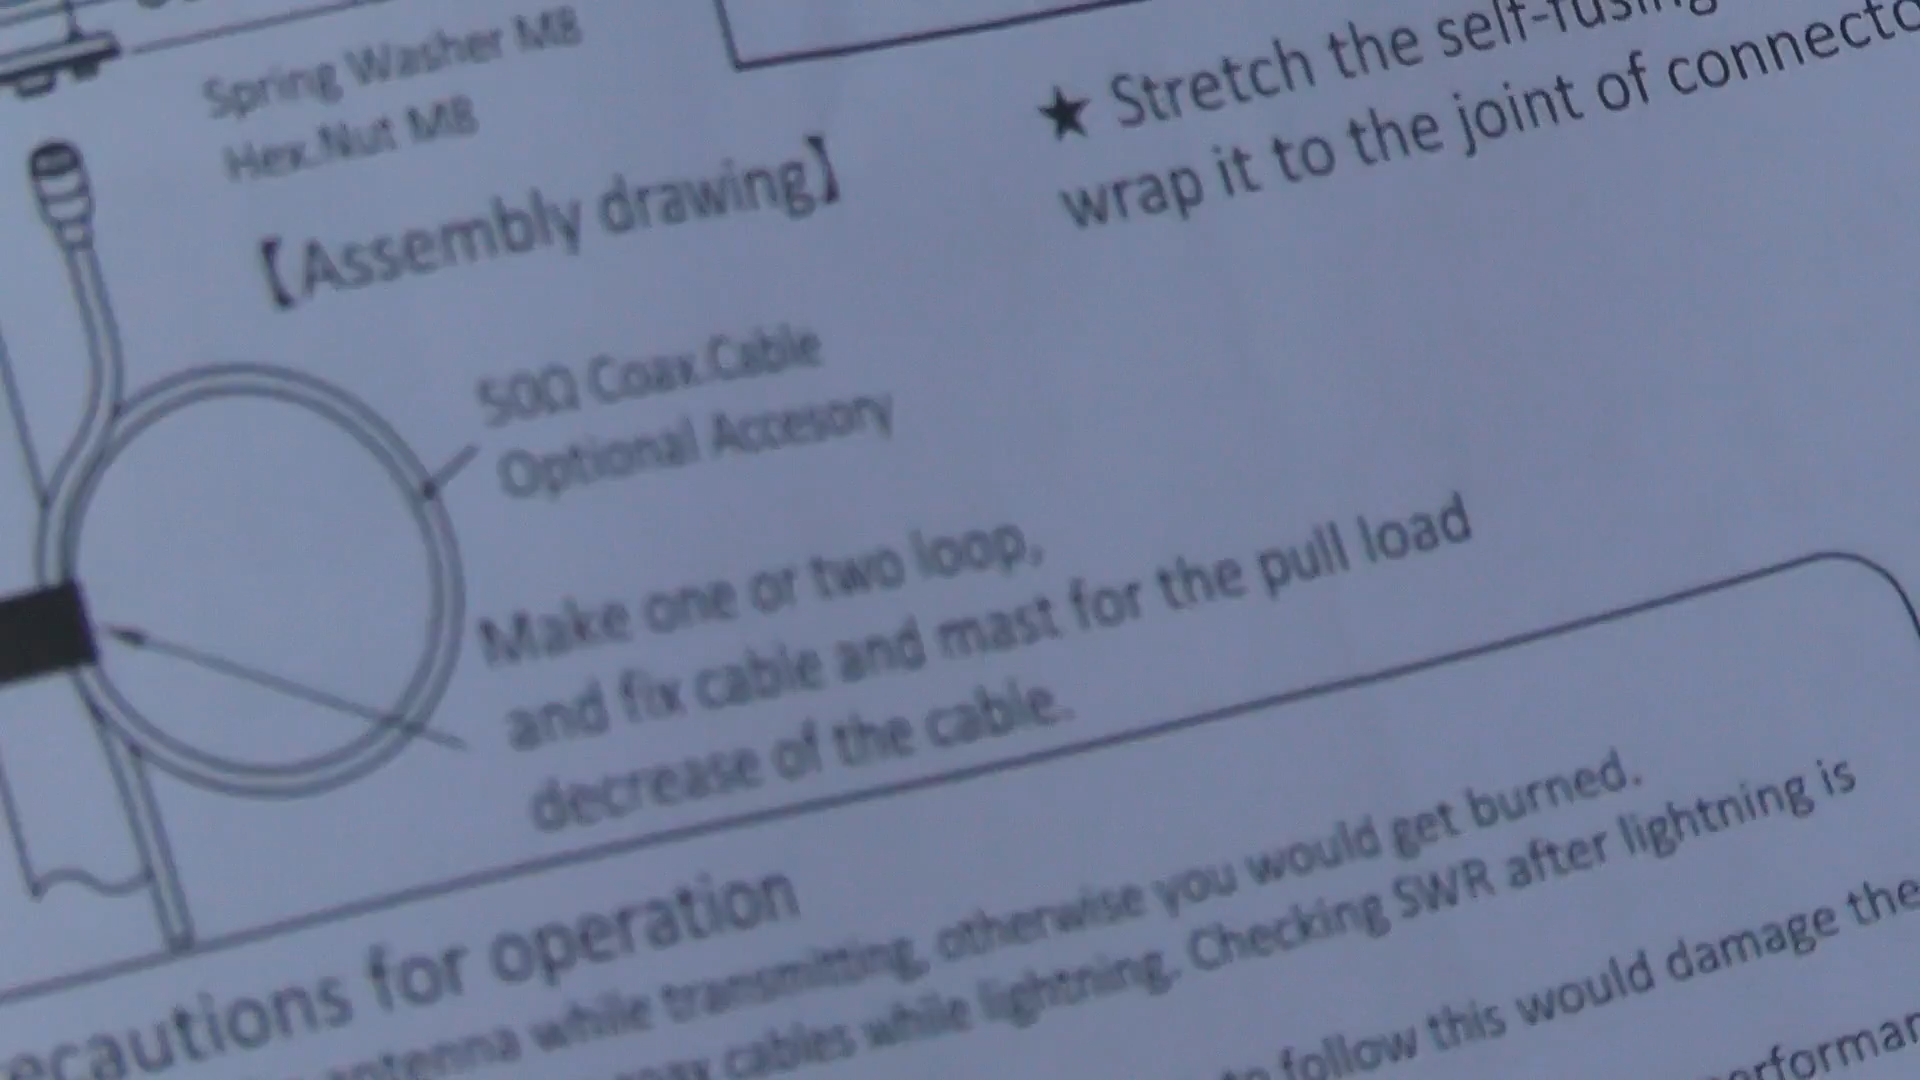 Spring Washer M8
Hex.Nut M8
【Assembly drawing】
★ Stretch the self-fusing
wrap it to the joint of
50Ω Coax.Cable
Optional Accesory
Make one or two loop,
and fix cable and mast for the pull load
decrease of the cable.
for operation
antenna while transmitting, otherwise you would get burned.
cables while lightning. Checking SWR after lightning is
to follow this would damage the